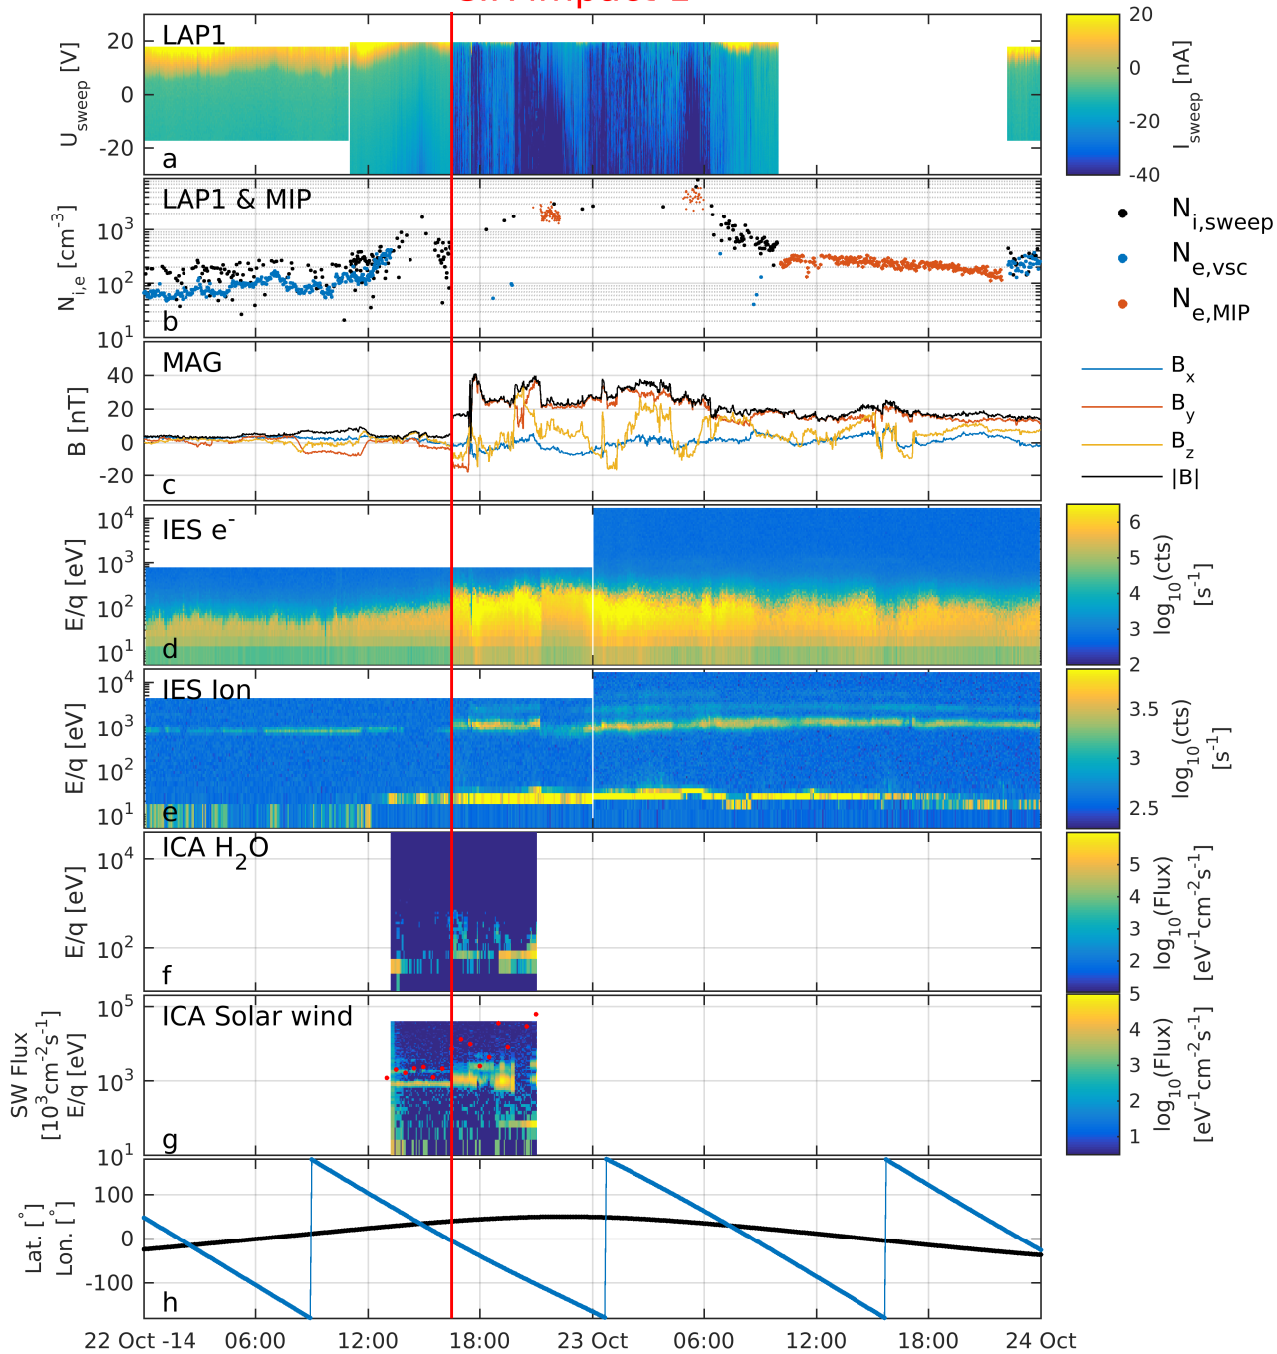 LAP1
20
0
-20
U_sweep [V]
a
20
0
-20
-40
I_sweep [nA]
LAP1 & MIP
10^3
10^2
10^1
N_i,e [cm^-3]
b
N_i,sweep
N_e,vsc
N_e,MIP
MAG
40
20
0
-20
B [nT]
c
B_x
B_y
B_z
|B|
IES e^-
10^4
10^3
10^2
10^1
E/q [eV]
d
6
5
4
3
2
log_10(cts)
[s^-1]
IES Ion
10^4
10^3
10^2
10^1
E/q [eV]
e
3.5
3
2.5
log_10(cts)
[s^-1]
ICA H_2O
10^4
10^2
E/q [eV]
f
5
4
3
2
log_10(Flux)
[eV^-1cm^-2s^-1]
ICA Solar wind
10^5
10^3
10^1
SW Flux
[10^3cm^-2s^-1]
E/q [eV]
g
5
4
3
2
1
log_10(Flux)
[eV^-1cm^-2s^-1]
100
0
-100
Lat. [°]
Lon. [°]
h
22 Oct -14 06:00 12:00 18:00 23 Oct 06:00 12:00 18:00 24 Oct